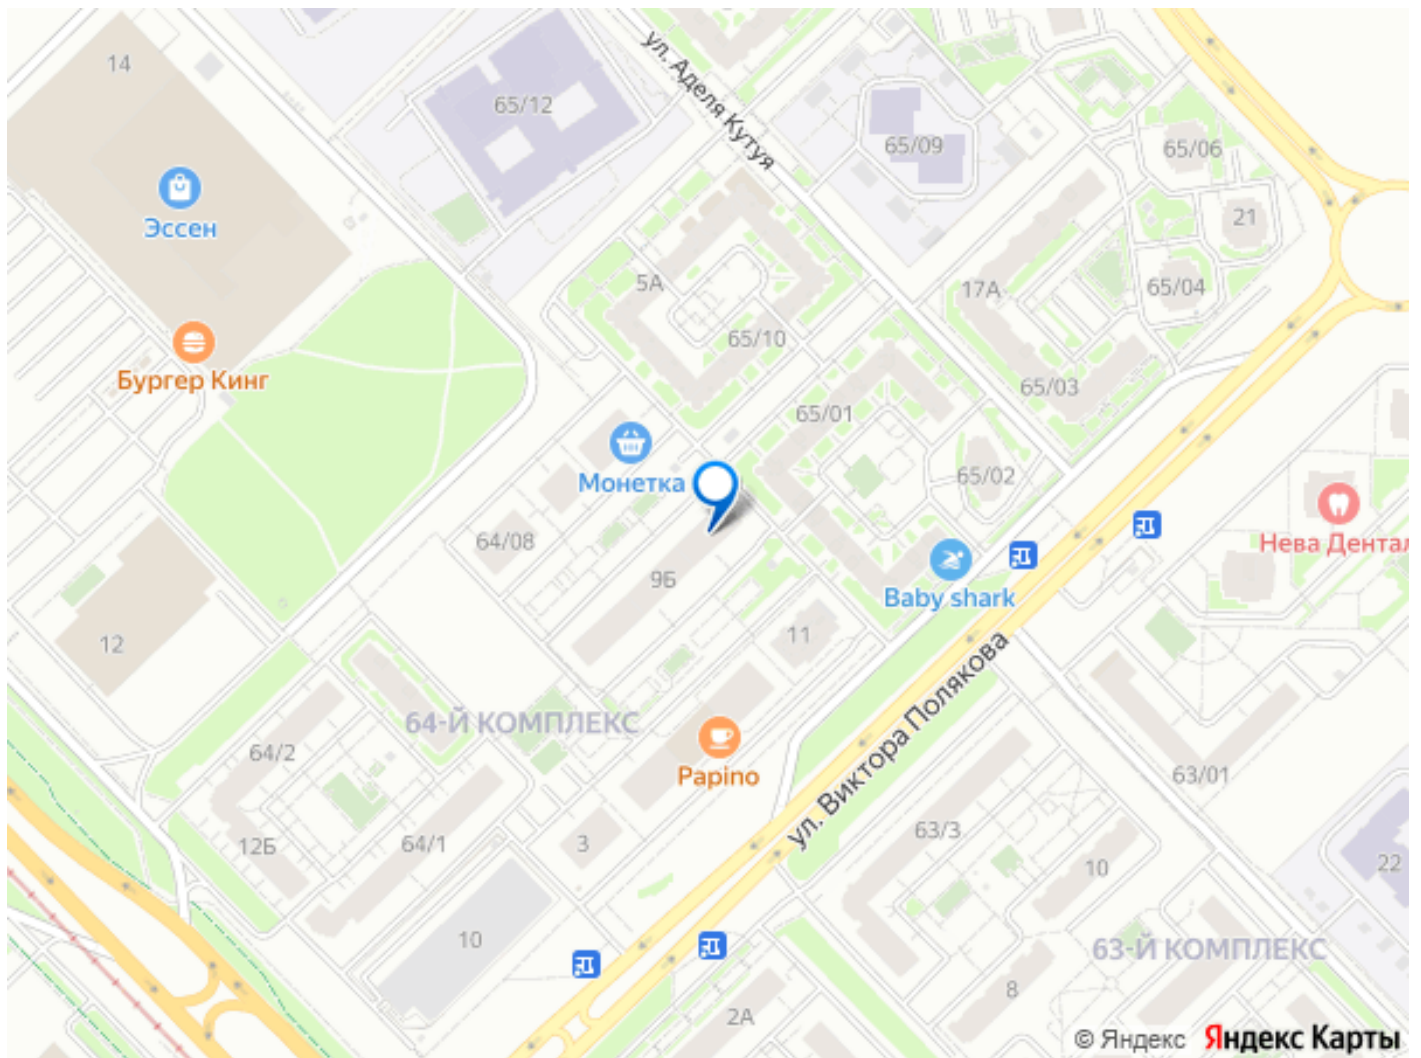 14
65/12
ул. Аделя Кутуя
65/09
65/06
Эссен
21
5А
17А
65/04
65/10
Бургер Кинг
65/03
65/01
Монетка
65/02
64/08
Нева Дентал
9Б
Baby shark
11
12
64-Й КОМПЛЕКС
64/2
Papino
ул. Виктора Полякова
63/01
12Б
64/1
3
63/3
10
22
10
63-Й КОМПЛЕКС
8
2А
© Яндекс Яндекс Карты